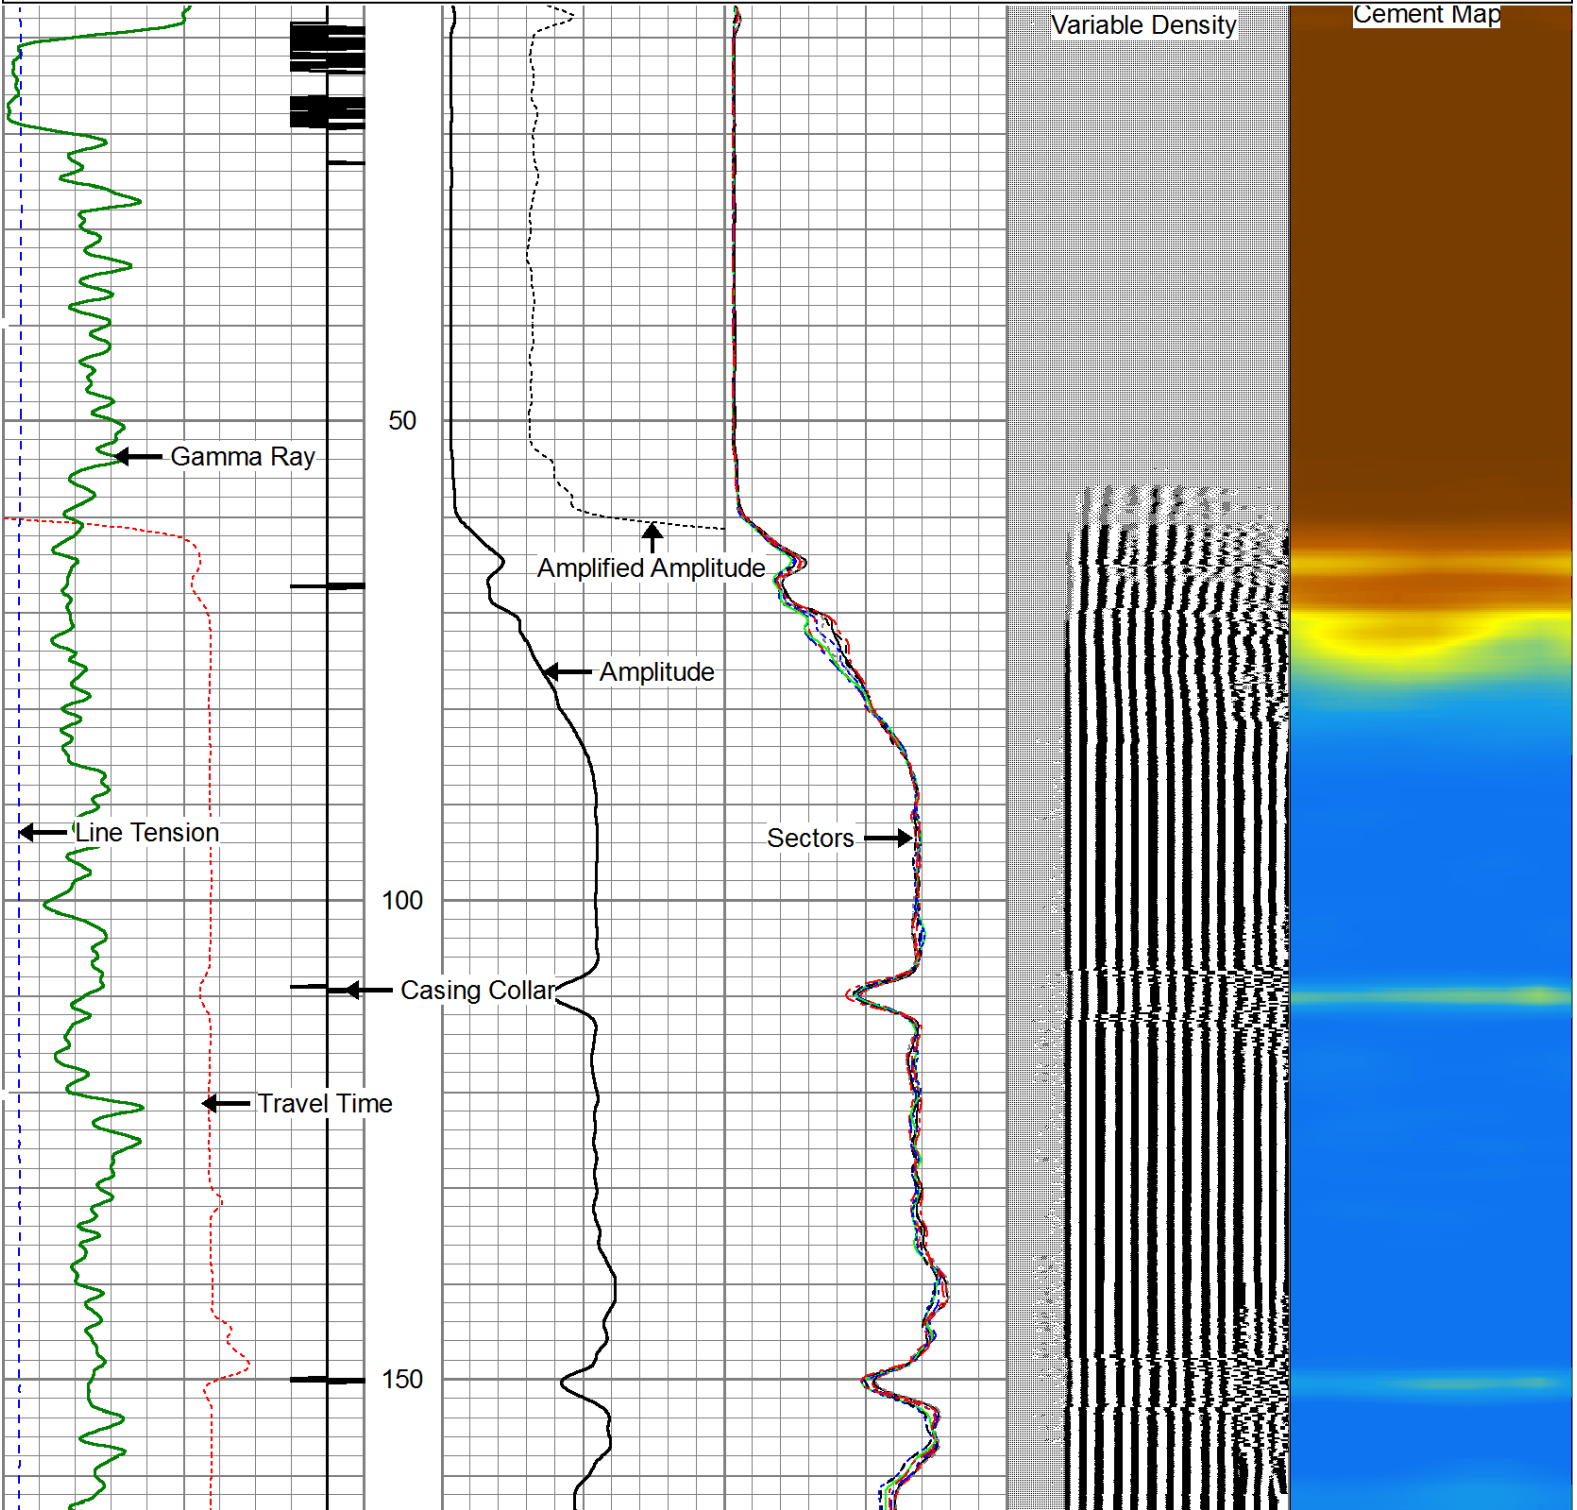 Variable Density
Cement Map
50
Gamma Ray
Amplified Amplitude
Amplitude
Line Tension
Sectors
100
Casing Collar
Travel Time
150